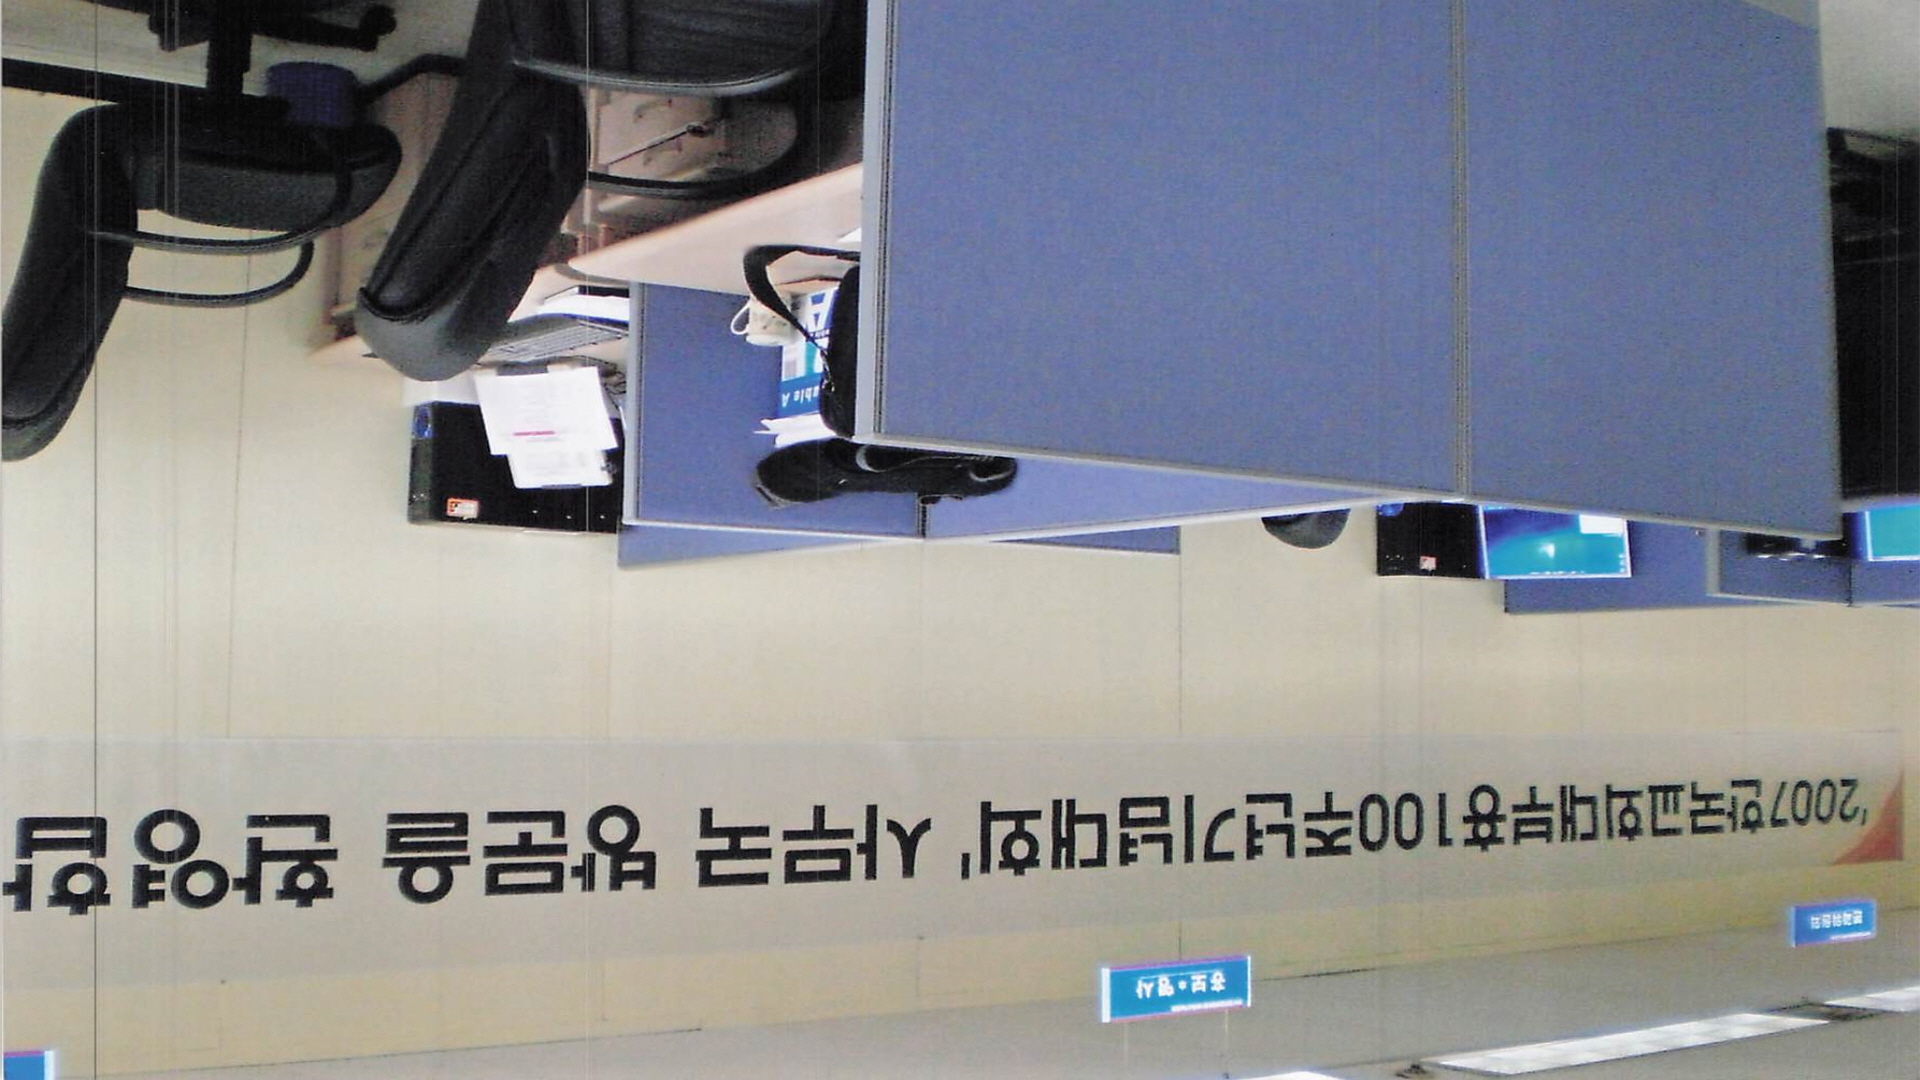 '2007한국교회대부흥100주년기념대회' 사무국 방문을 환영합
uble A
A